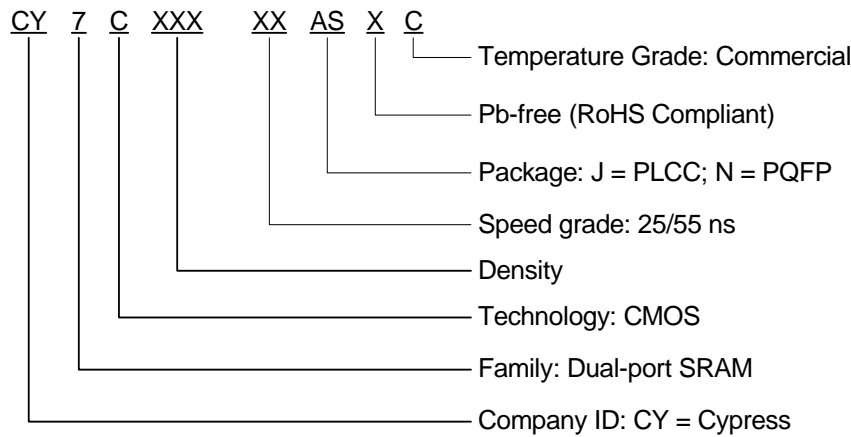 CY 7 C XXX XX AS X C
Temperature Grade: Commercial
Pb-free (RoHS Compliant)
Package: J = PLCC; N = PQFP
Speed grade: 25/55 ns
Density
Technology: CMOS
Family: Dual-port SRAM
Company ID: CY = Cypress